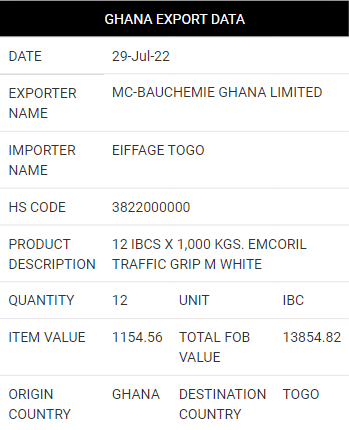 GHANA EXPORT DATA
DATE 29-Jul-22
EXPORTER NAME MC-BAUCHEMIE GHANA LIMITED
IMPORTER NAME EIFFAGE TOGO
HS CODE 3822000000
PRODUCT DESCRIPTION 12 IBCS X 1,000 KGS. EMCORIL TRAFFIC GRIP M WHITE
QUANTITY 12 UNIT IBC
ITEM VALUE 1154.56 TOTAL FOB VALUE 13854.82
ORIGIN COUNTRY GHANA DESTINATION COUNTRY TOGO